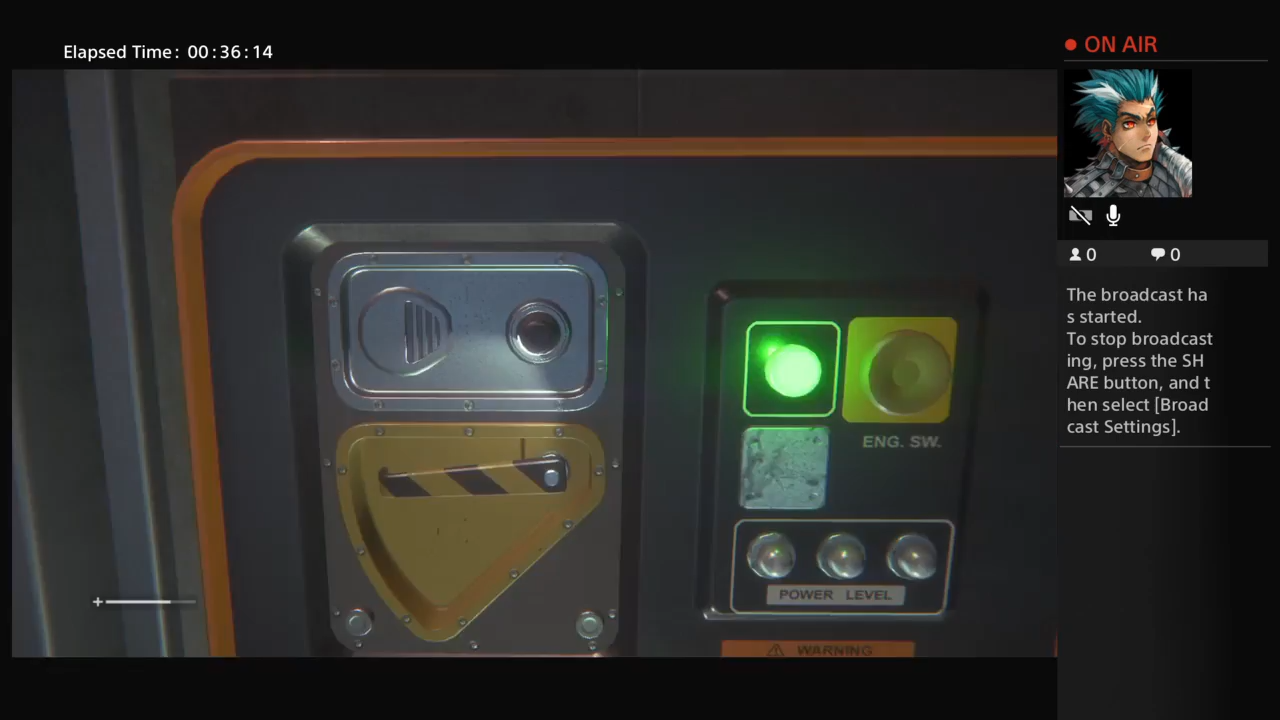 Elapsed Time: 00:36:14
ON AIR
0 0
The broadcast ha
s started.
To stop broadcast
ing, press the SH
ARE button, and t
hen select [Broad
cast Settings].
ENG. SW.
POWER LEVEL
WARNING